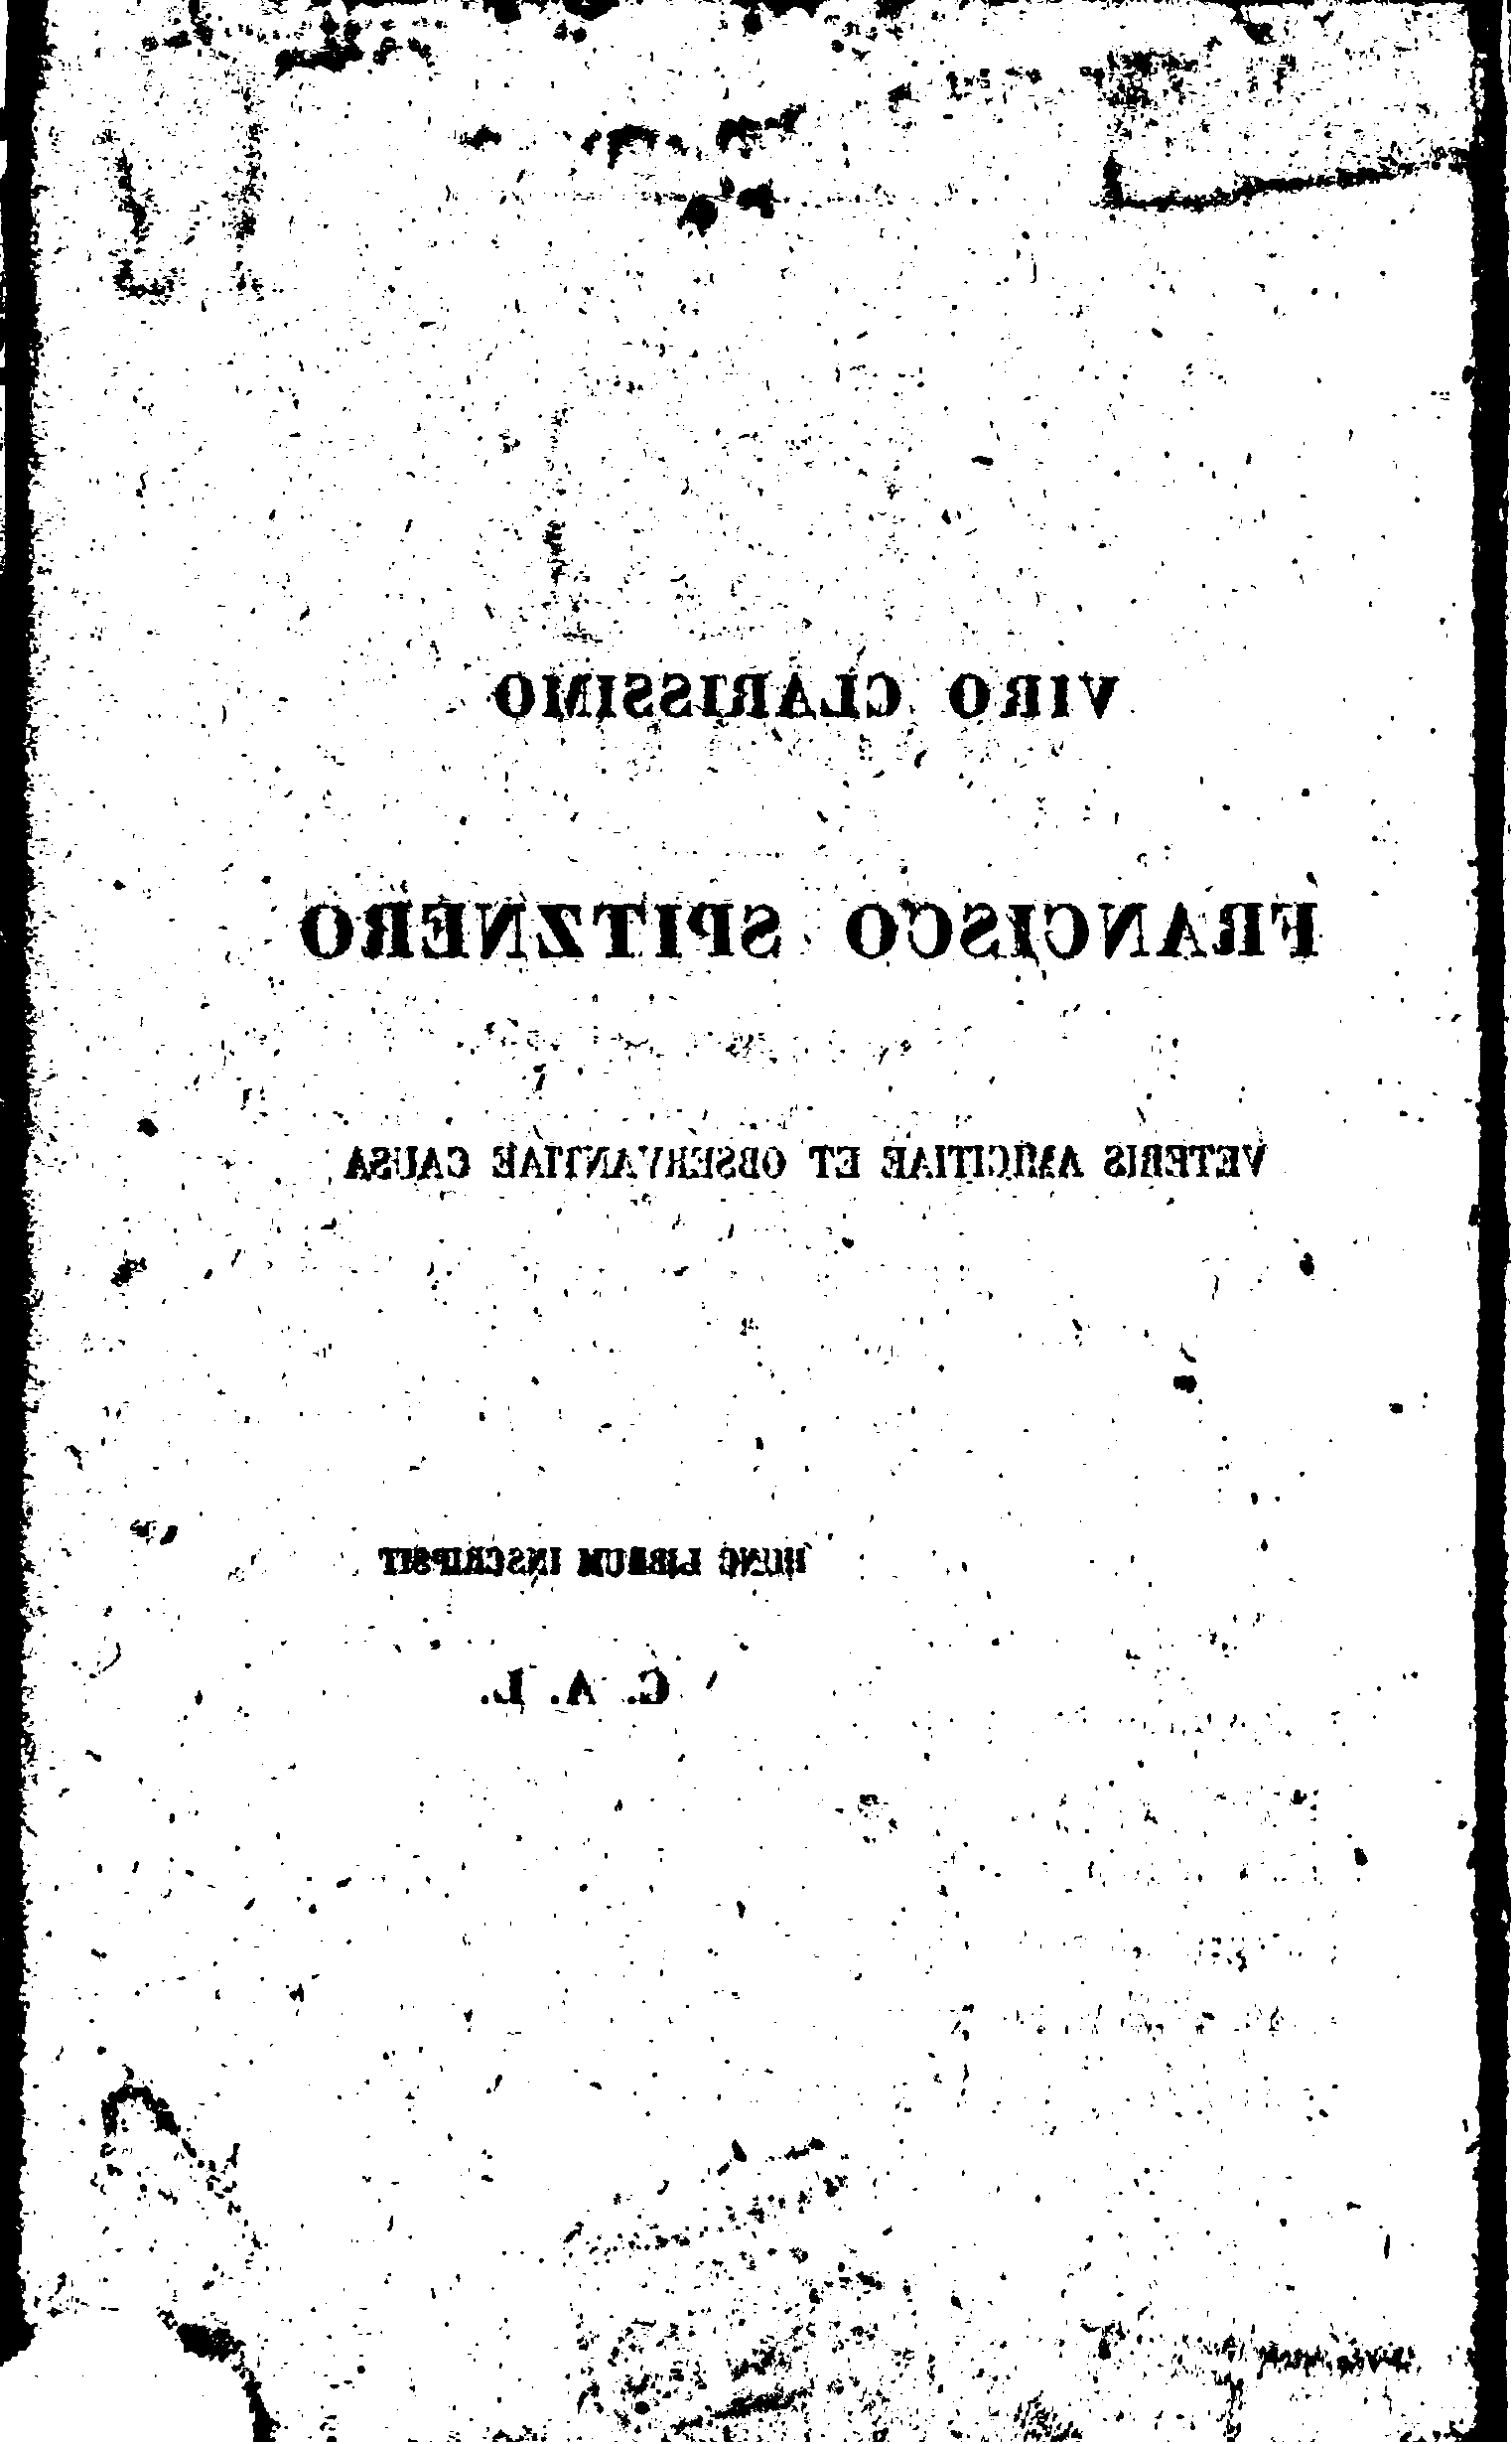 VIRO CLARISSIMO
FRANCISCO SPITZNERO
VETERIS AMICITIAE ET OBSERVANTIAE CAUSA
HUNC LIBRUM INSCRIPSIT
C. A. L.